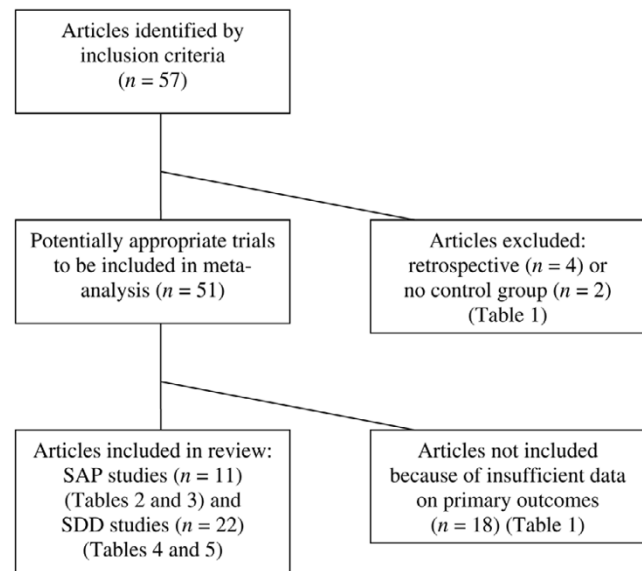 Articles identified by
inclusion criteria
(n = 57)
Potentially appropriate trials
to be included in meta-
analysis (n = 51)
Articles excluded:
retrospective (n = 4) or
no control group (n = 2)
(Table 1)
Articles included in review:
SAP studies (n = 11)
(Tables 2 and 3) and
SDD studies (n = 22)
(Tables 4 and 5)
Articles not included
because of insufficient data
on primary outcomes
(n = 18) (Table 1)